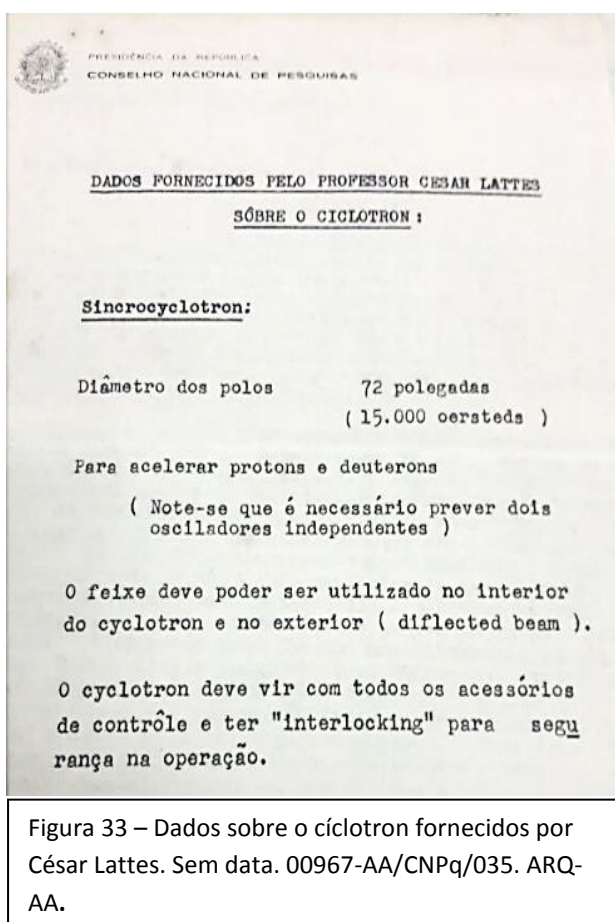 PRESIDÊNCIA DA REPÚBLICA
CONSELHO NACIONAL DE PESQUISAS
DADOS FORNECIDOS PELO PROFESSOR CESAR LATTES
SÔBRE O CICLOTRON :
Sincrocyclotron:
Diâmetro dos polos 72 polegadas
( 15.000 oersteds )
Para acelerar protons e deuterons
( Note-se que é necessário prever dois
osciladores independentes )
O feixe deve poder ser utilizado no interior
do cyclotron e no exterior ( diflected beam ).
O cyclotron deve vir com todos os acessórios
de contrôle e ter "interlocking" para segu
rança na operação.
Figura 33 – Dados sobre o cíclotron fornecidos por
César Lattes. Sem data. 00967-AA/CNPq/035. ARQ-
AA.